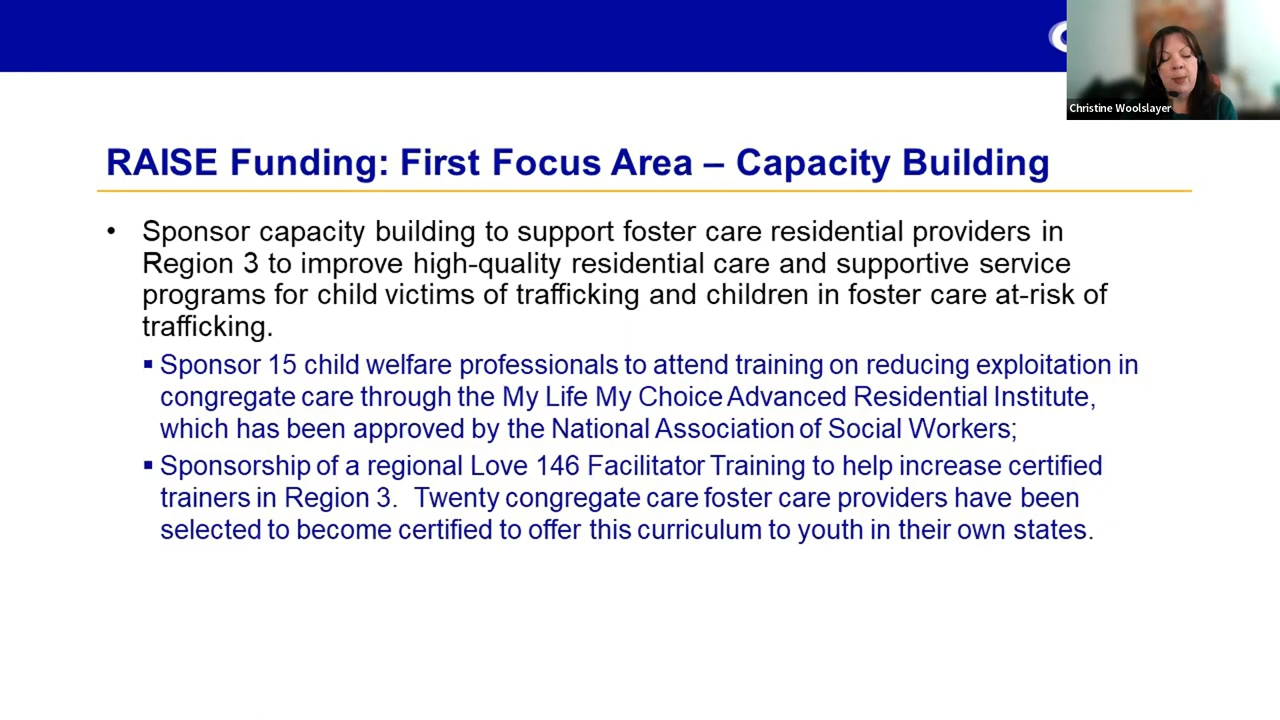 Christine Woolslayer
RAISE Funding: First Focus Area – Capacity Building
• Sponsor capacity building to support foster care residential providers in
Region 3 to improve high-quality residential care and supportive service
programs for child victims of trafficking and children in foster care at-risk of
trafficking.
▪ Sponsor 15 child welfare professionals to attend training on reducing exploitation in
congregate care through the My Life My Choice Advanced Residential Institute,
which has been approved by the National Association of Social Workers;
▪ Sponsorship of a regional Love 146 Facilitator Training to help increase certified
trainers in Region 3.  Twenty congregate care foster care providers have been
selected to become certified to offer this curriculum to youth in their own states.